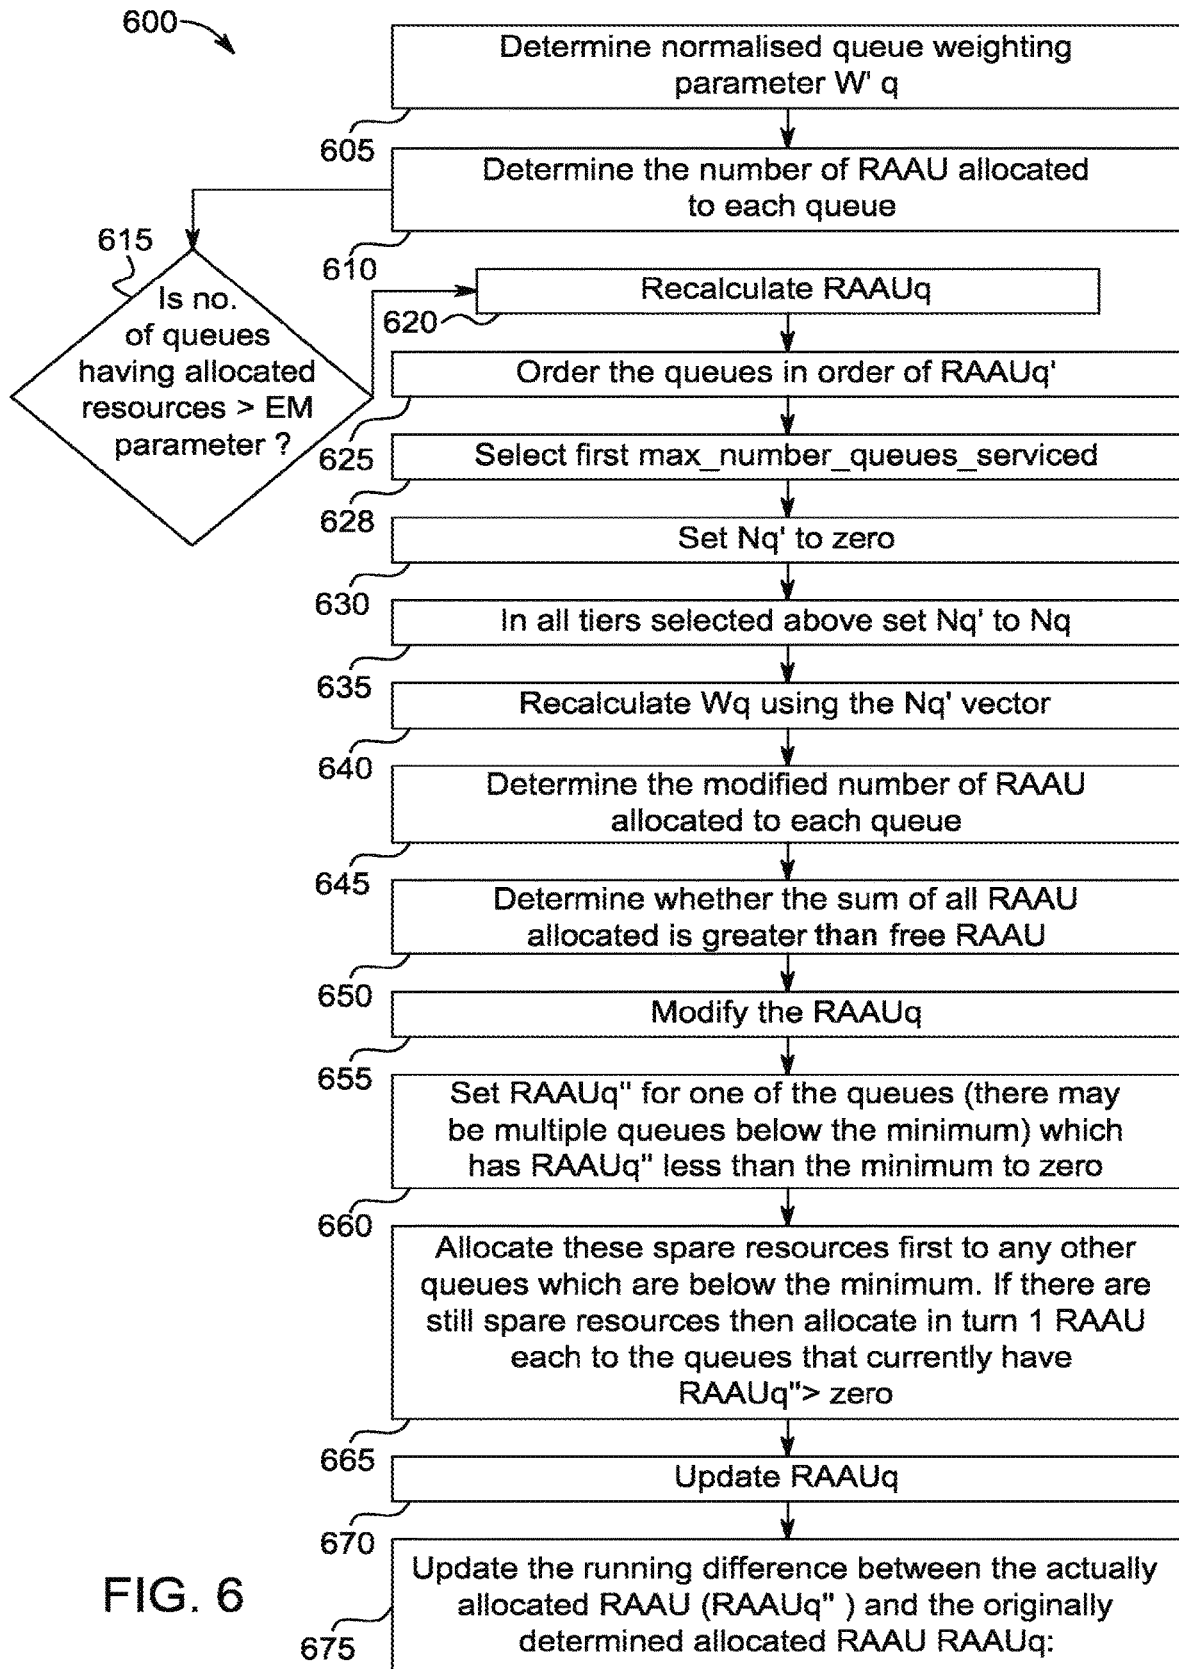 600
Determine normalised queue weighting
parameter W' q
605
Determine the number of RAAU allocated
to each queue
610
615
Is no.
of queues
having allocated
resources > EM
parameter ?
Recalculate RAAUq
620
Order the queues in order of RAAUq'
625
Select first max_number_queues_serviced
628
Set Nq' to zero
630
In all tiers selected above set Nq' to Nq
635
Recalculate Wq using the Nq' vector
640
Determine the modified number of RAAU
allocated to each queue
645
Determine whether the sum of all RAAU
allocated is greater than free RAAU
650
Modify the RAAUq
655
Set RAAUq" for one of the queues (there may
be multiple queues below the minimum) which
has RAAUq" less than the minimum to zero
660
Allocate these spare resources first to any other
queues which are below the minimum. If there are
still spare resources then allocate in turn 1 RAAU
each to the queues that currently have
RAAUq"> zero
665
Update RAAUq
670
Update the running difference between the actually
allocated RAAU (RAAUq" ) and the originally
determined allocated RAAU RAAUq:
675
FIG. 6